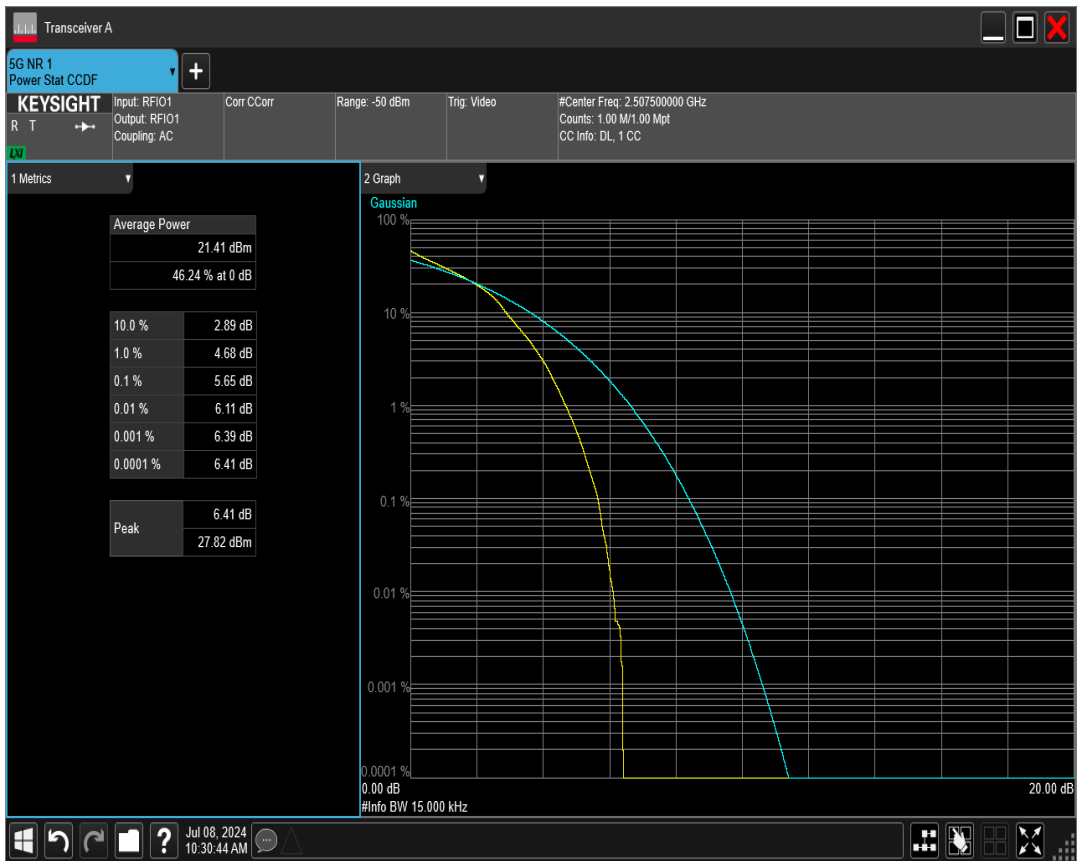 Transceiver A
5G NR 1
Power Stat CCDF
+
KEYSIGHT
R T
LXI
Input: RFIO1
Output: RFIO1
Coupling: AC
Corr CCorr
Range: -50 dBm
Trig: Video
#Center Freq: 2.507500000 GHz
Counts: 1.00 M/1.00 Mpt
CC Info: DL, 1 CC
1 Metrics
Average Power
21.41 dBm
46.24 % at 0 dB
10.0 % 2.89 dB
1.0 % 4.68 dB
0.1 % 5.65 dB
0.01 % 6.11 dB
0.001 % 6.39 dB
0.0001 % 6.41 dB
Peak
6.41 dB
27.82 dBm
2 Graph
Gaussian
100 %
10 %
1 %
0.1 %
0.01 %
0.001 %
0.0001 %
0.00 dB 20.00 dB
#Info BW 15.000 kHz
?
Jul 08, 2024
10:30:44 AM